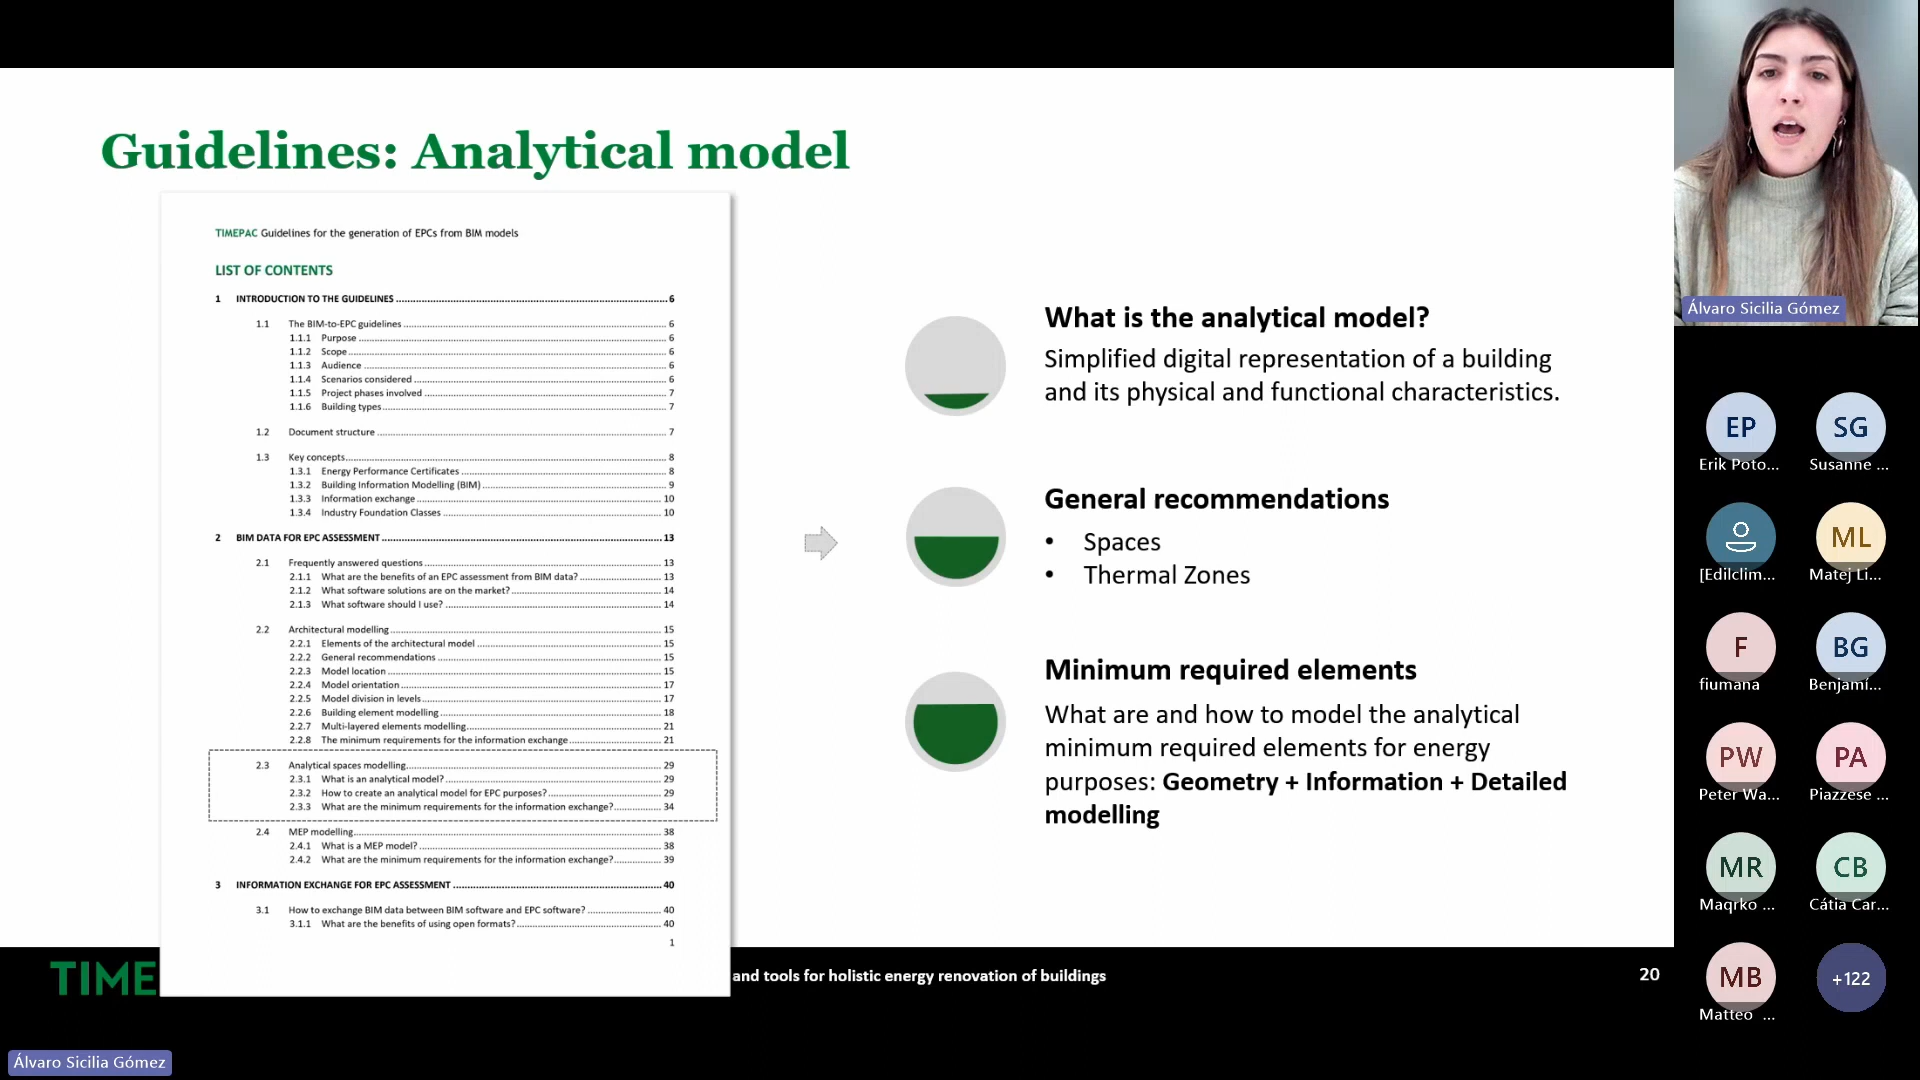 Guidelines: Analytical model
TIMEPAC Guidelines for the generation of EPCs from BIM models
LIST OF CONTENTS
1 INTRODUCTION TO THE GUIDELINES 6
1.1 The BIM-to-EPC guidelines 6
1.1.1 Purpose 6
1.1.2 Scope 6
1.1.3 Audience 6
1.1.4 Scenarios considered 6
1.1.5 Project phases involved 7
1.1.6 Building types 7
1.2 Document structure 7
1.3 Key concepts 8
1.3.1 Energy Performance Certificates 8
1.3.2 Building Information Modelling (BIM) 9
1.3.3 Information exchange 10
1.3.4 Industry Foundation Classes 10
2 BIM DATA FOR EPC ASSESSMENT 13
2.1 Frequently answered questions 13
2.1.1 What are the benefits of an EPC assessment from BIM data? 13
2.1.2 What software solutions are on the market? 14
2.1.3 What software should I use? 14
2.2 Architectural modelling 15
2.2.1 Elements of the architectural model 15
2.2.2 General recommendations 15
2.2.3 Model location 15
2.2.4 Model orientation 17
2.2.5 Model division in levels 17
2.2.6 Building element modelling 18
2.2.7 Multi-layered elements modelling 21
2.2.8 The minimum requirements for the information exchange 21
2.3 Analytical spaces modelling 29
2.3.1 What is an analytical model? 29
2.3.2 How to create an analytical model for EPC purposes? 29
2.3.3 What are the minimum requirements for the information exchange? 34
2.4 MEP modelling 38
2.4.1 What is a MEP model? 38
2.4.2 What are the minimum requirements for the information exchange? 39
3 INFORMATION EXCHANGE FOR EPC ASSESSMENT 40
3.1 How to exchange BIM data between BIM software and EPC software? 40
3.1.1 What are the benefits of using open formats? 40
1
What is the analytical model?
Simplified digital representation of a building
and its physical and functional characteristics.
General recommendations
• Spaces
• Thermal Zones
Minimum required elements
What are and how to model the analytical
minimum required elements for energy
purposes: Geometry + Information + Detailed
modelling
TIME
and tools for holistic energy renovation of buildings
20
Álvaro Sicilia Gómez
Álvaro Sicilia Gómez
EP
Erik Poto...
SG
Susanne ...
[Edilclim...
ML
Matej Li...
F
fiumana
BG
Benjamí...
PW
Peter Wa...
PA
Piazzese ...
MR
Maqrko ...
CB
Cátia Car...
MB
Matteo ...
+122